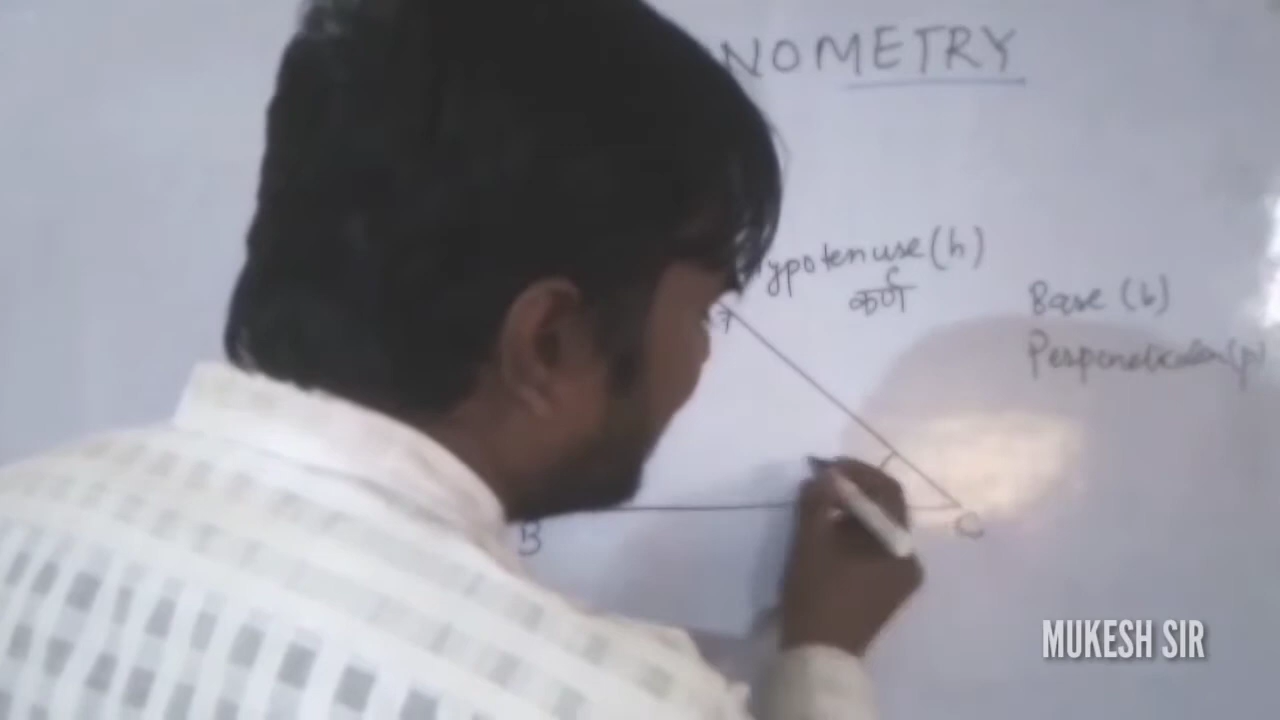 NOMETRY
ypotenuse (h)
कर्ण
Base (b)
B
C
MUKESH SIR